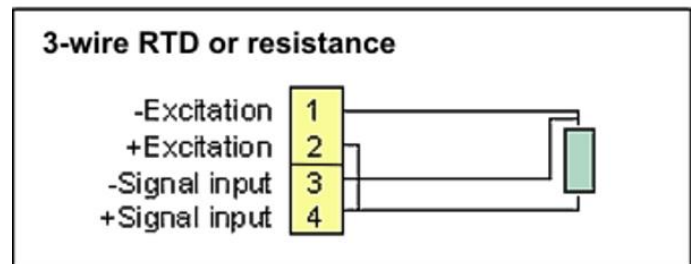 3-wire RTD or resistance
-Excitation 1
+Excitation 2
-Signal input 3
+Signal input 4